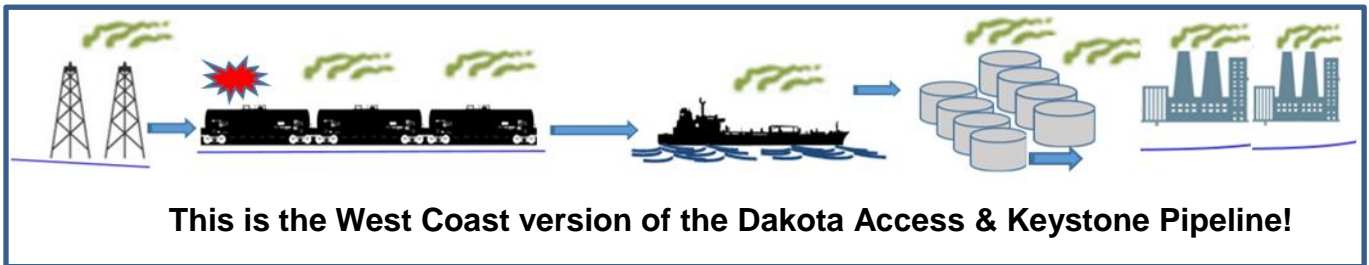 This is the West Coast version of the Dakota Access & Keystone Pipeline!